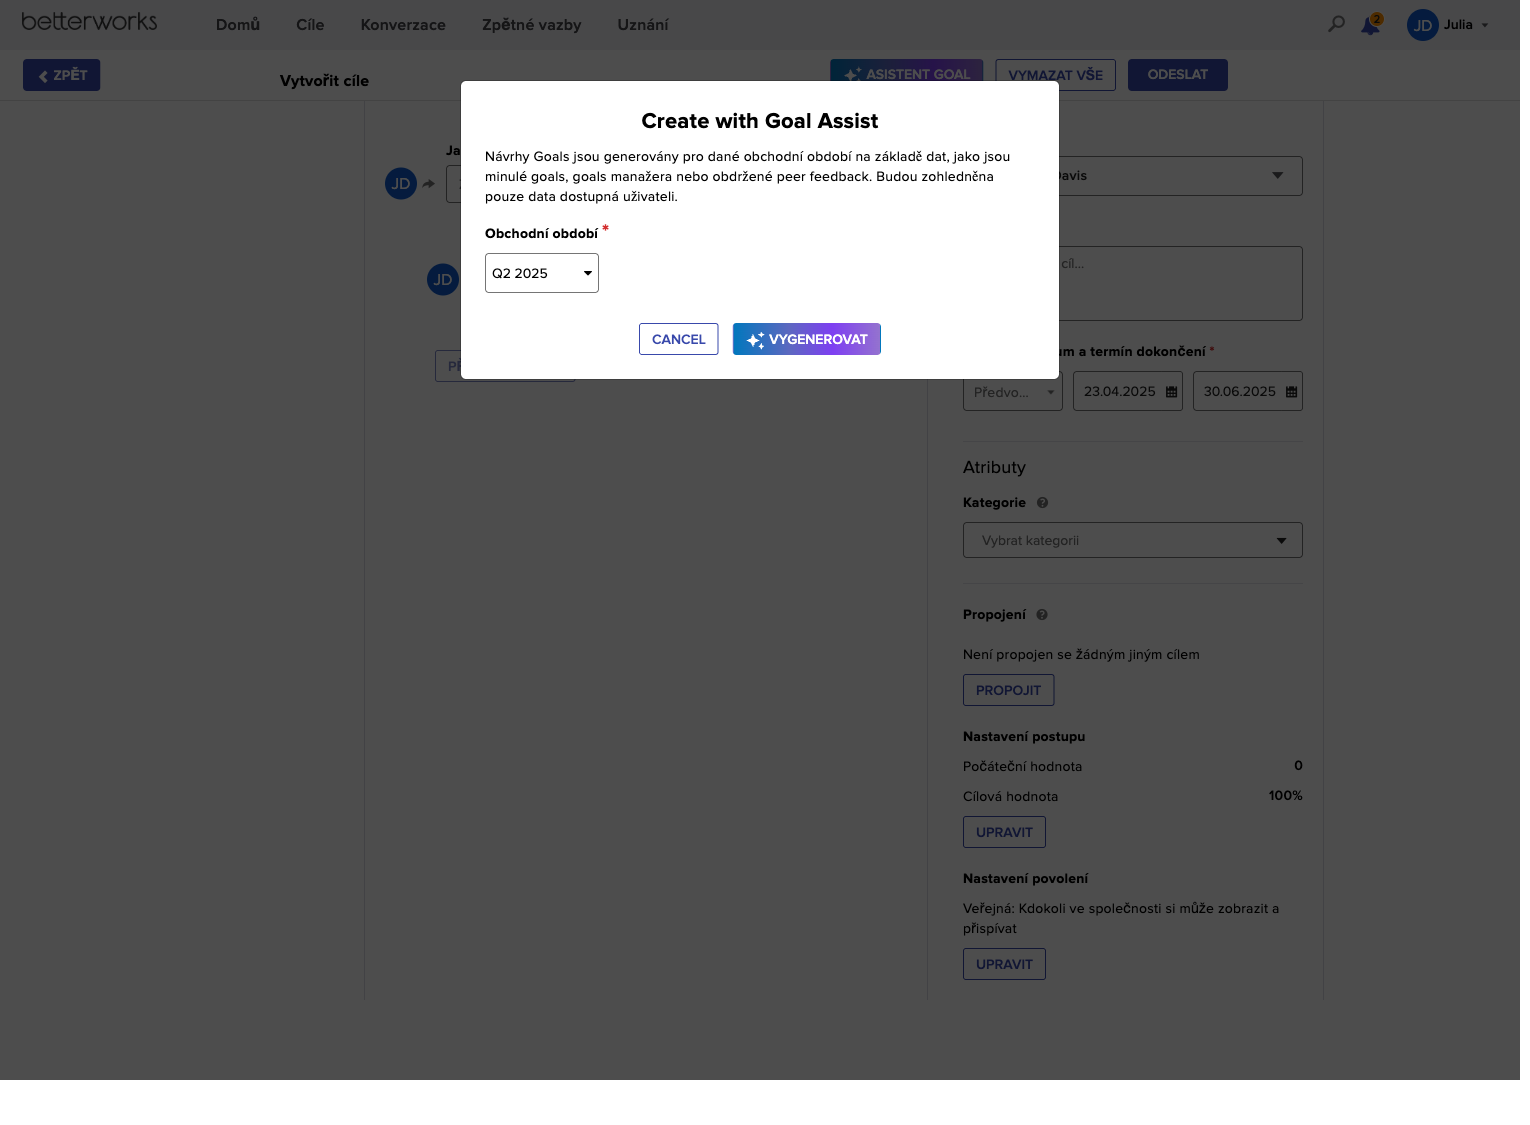 betterworks
Domů Cíle Konverzace Zpětné vazby Uznání
2
JD Julia
ZPĚT
Vytvořit cíle
ASISTENT GOAL
VYMAZAT VŠE
ODESLAT
Create with Goal Assist
Návrhy Goals jsou generovány pro dané obchodní období na základě dat, jako jsou
minulé goals, goals manažera nebo obdržené peer feedback. Budou zohledněna
pouze data dostupná uživateli.
Obchodní období *
Q2 2025
CANCEL
VYGENEROVAT
JD
JD
cíl...
um a termín dokončení *
Předvo...
23.04.2025
30.06.2025
Atributy
Kategorie ?
Vybrat kategorii
Propojení ?
Není propojen se žádným jiným cílem
PROPOJIT
Nastavení postupu
Počáteční hodnota 0
Cílová hodnota 100%
UPRAVIT
Nastavení povolení
Veřejná: Kdokoli ve společnosti si může zobrazit a
přispívat
UPRAVIT